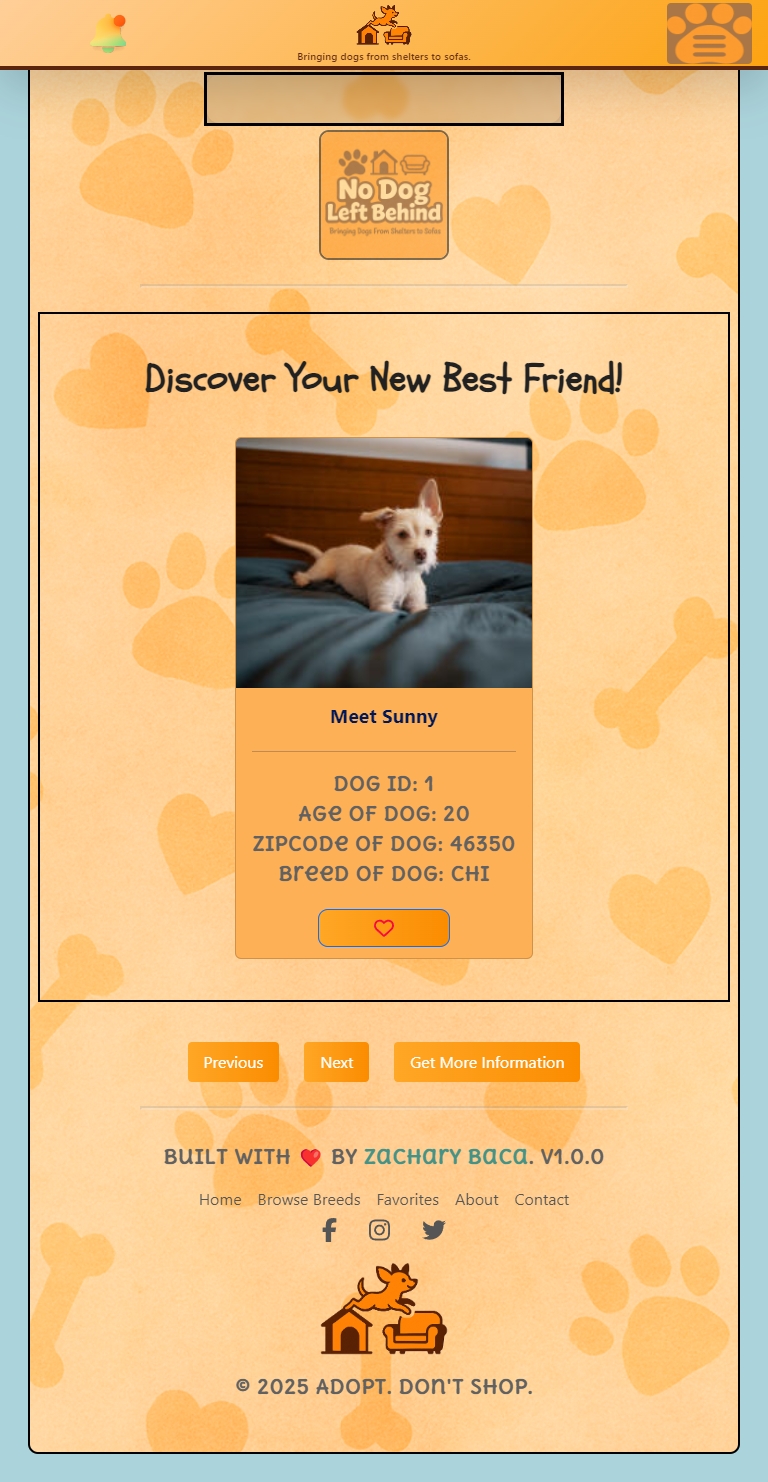 Bringing dogs from shelters to sofas.
No Dog
Left Behind
Bringing Dogs From Shelters to Sofas
Discover Your New Best Friend!
Meet Sunny
DOG ID: 1
Age OF DOG: 20
ZIPCODe OF DOG: 46350
BreeD OF DOG: CHI
Previous
Next
Get More Information
BUILT WITH ❤️ BY Zachary Baca. V1.0.0
Home
Browse Breeds
Favorites
About
Contact
© 2025 ADOPT. DON'T SHOP.